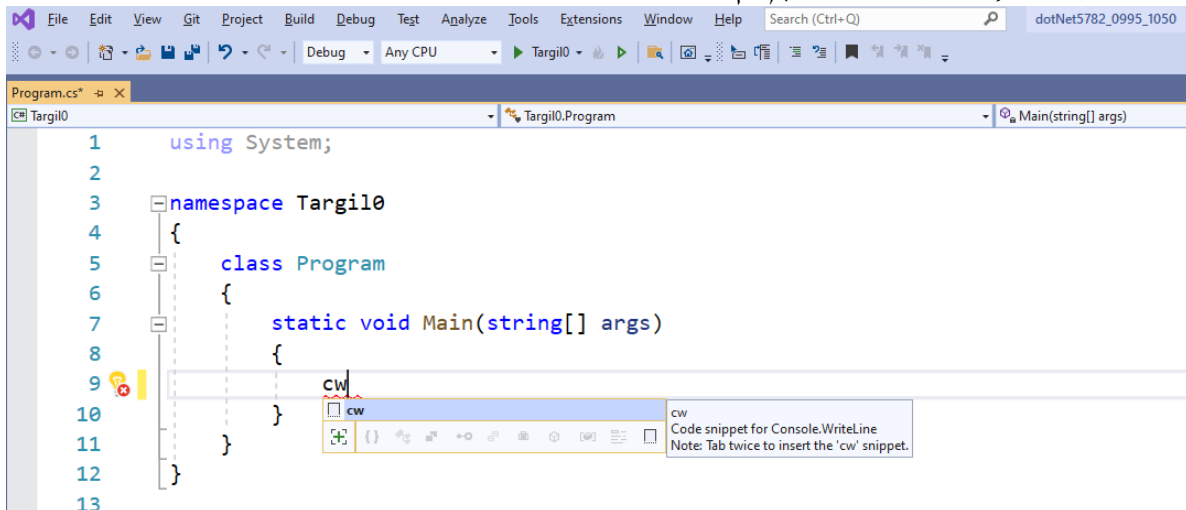 File Edit View Git Project Build Debug Test Analyze Tools Extensions Window Help Search (Ctrl+Q) dotNet5782_0995_1050
Debug Any CPU Targil0
Program.cs*
C# Targil0 Targil0.Program Main(string[] args)
1 using System;
2
3 namespace Targil0
4 {
5 class Program
6 {
7 static void Main(string[] args)
8 {
9 cw
cw
cw
10 }
Code snippet for Console.WriteLine
11 }
Note: Tab twice to insert the 'cw' snippet.
12 }
13